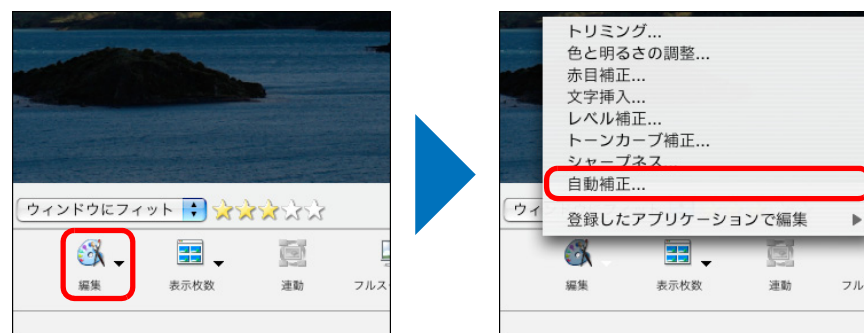 ウィンドウにフィット
編集
表示枚数
連動
フルス
トリミング...
色と明るさの調整...
赤目補正...
文字挿入...
レベル補正...
トーンカーブ補正...
シャープネス...
自動補正...
登録したアプリケーションで編集
ウィ
編集
表示枚数
連動
フル